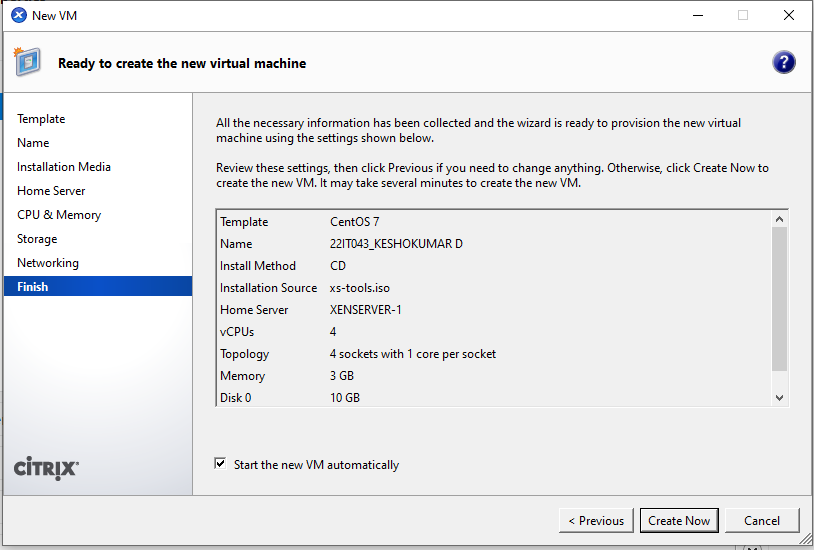 New VM
Ready to create the new virtual machine
?
Template
Name
Installation Media
Home Server
CPU & Memory
Storage
Networking
Finish
CITRIX
All the necessary information has been collected and the wizard is ready to provision the new virtual
machine using the settings shown below.
Review these settings, then click Previous if you need to change anything. Otherwise, click Create Now to
create the new VM. It may take several minutes to create the new VM.
Template CentOS 7
Name 22IT043_KESHOKUMAR D
Install Method CD
Installation Source xs-tools.iso
Home Server XENSERVER-1
vCPUs 4
Topology 4 sockets with 1 core per socket
Memory 3 GB
Disk 0 10 GB
Start the new VM automatically
< Previous Create Now Cancel